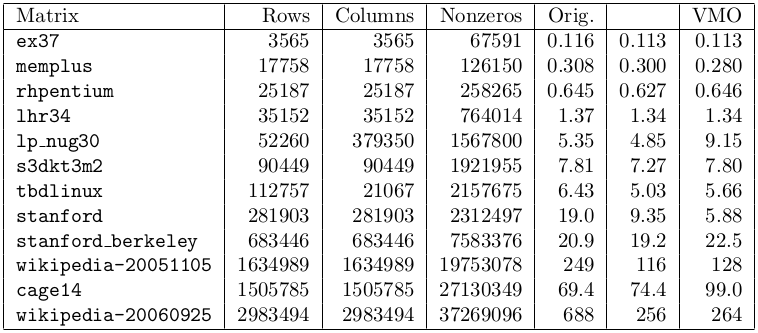 Matrix Rows Columns Nonzeros Orig. VMO
ex37 3565 3565 67591 0.116 0.113 0.113
memplus 17758 17758 126150 0.308 0.300 0.280
rhpentium 25187 25187 258265 0.645 0.627 0.646
lhr34 35152 35152 764014 1.37 1.34 1.34
lp_nug30 52260 379350 1567800 5.35 4.85 9.15
s3dkt3m2 90449 90449 1921955 7.81 7.27 7.80
tbdlinux 112757 21067 2157675 6.43 5.03 5.66
stanford 281903 281903 2312497 19.0 9.35 5.88
stanford_berkeley 683446 683446 7583376 20.9 19.2 22.5
wikipedia-20051105 1634989 1634989 19753078 249 116 128
cage14 1505785 1505785 27130349 69.4 74.4 99.0
wikipedia-20060925 2983494 2983494 37269096 688 256 264